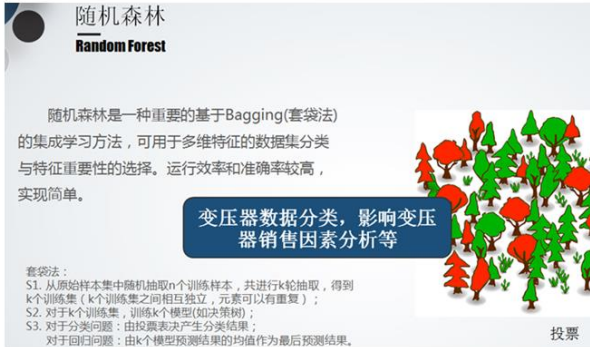 随机森林
Random Forest
随机森林是一种重要的基于Bagging(套袋法)
的集成学习方法，可用于多维特征的数据集分类
与特征重要性的选择。运行效率和准确率较高，
实现简单。
变压器数据分类，影响变压
器销售因素分析等
套袋法：
S1. 从原始样本集中随机抽取n个训练样本，共进行k轮抽取，得到
k个训练集（k个训练集之间相互独立，元素可以有重复）；
S2. 对于k个训练集，训练k个模型(如决策树)；
S3. 对于分类问题：由投票表决产生分类结果；
对于回归问题：由k个模型预测结果的均值作为最后预测结果。
投票